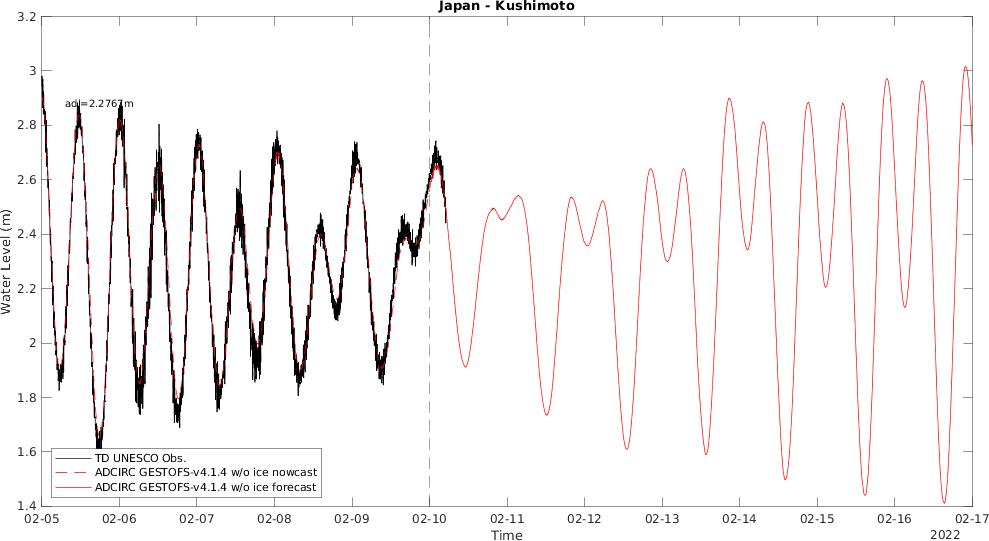 Japan - Kushimoto
3.2
3
2.8
2.6
2.4
2.2
2
1.8
1.6
1.4
Water Level (m)
adj=2.2767m
TD UNESCO Obs.
ADCIRC GESTOFS-v4.1.4 w/o ice nowcast
ADCIRC GESTOFS-v4.1.4 w/o ice forecast
02-05 02-06 02-07 02-08 02-09 02-10 02-11 02-12 02-13 02-14 02-15 02-16 02-17
Time
2022